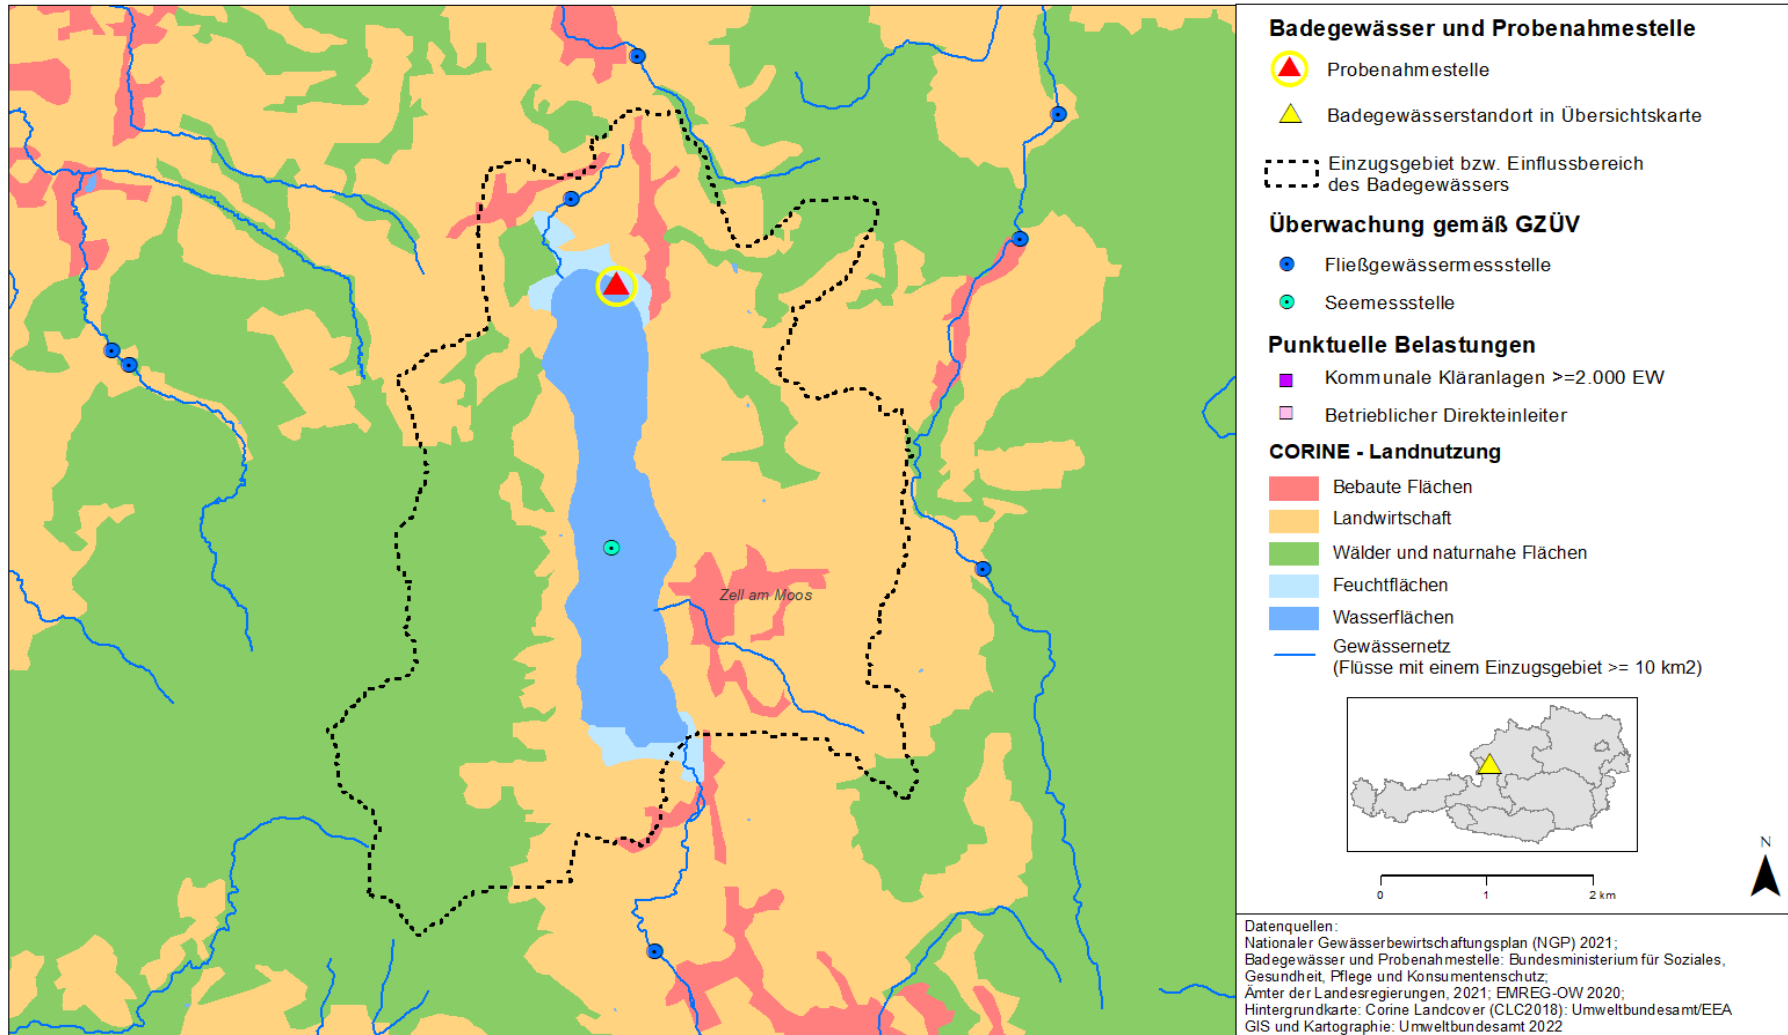 Zell am Moos
Badegewässer und Probenahmestelle
Probenahmestelle
Badegewässerstandort in Übersichtskarte
Einzugsgebiet bzw. Einflussbereich
des Badegewässers
Überwachung gemäß GZÜV
Fließgewässermessstelle
Seemessstelle
Punktuelle Belastungen
Kommunale Kläranlagen >=2.000 EW
Betrieblicher Direkteinleiter
CORINE - Landnutzung
Bebaute Flächen
Landwirtschaft
Wälder und naturnahe Flächen
Feuchtflächen
Wasserflächen
Gewässernetz
(Flüsse mit einem Einzugsgebiet >= 10 km2)
N
0 1 2 km
Datenquellen:
Nationaler Gewässerbewirtschaftungsplan (NGP) 2021;
Badegewässer und Probenahmestelle: Bundesministerium für Soziales,
Gesundheit, Pflege und Konsumentenschutz;
Ämter der Landesregierungen, 2021; EMREG-OW 2020;
Hintergrundkarte: Corine Landcover (CLC2018): Umweltbundesamt/EEA
GIS und Kartographie: Umweltbundesamt 2022